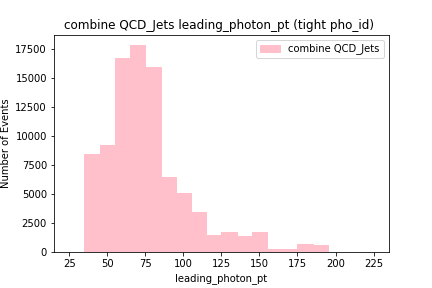 combine QCD_Jets leading_photon_pt (tight pho_id)
combine QCD_Jets
17500
15000
12500
10000
7500
5000
2500
0
Number of Events
25 50 75 100 125 150 175 200 225
leading_photon_pt